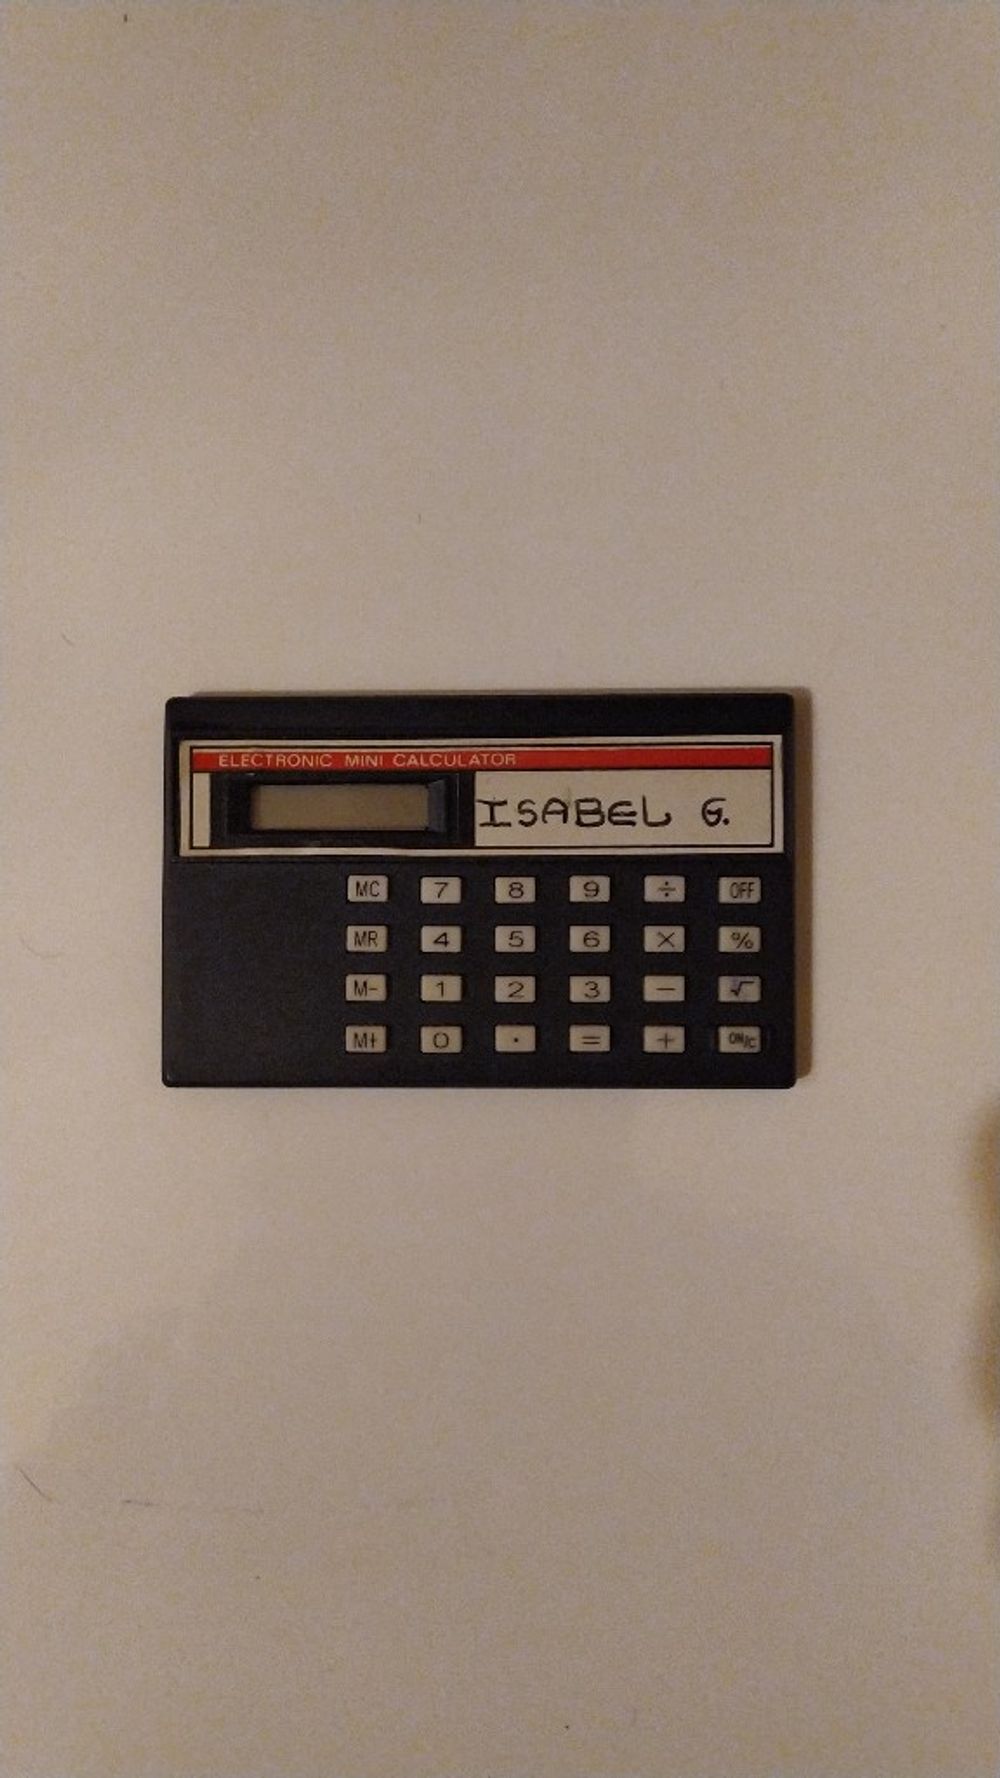 ELECTRONIC MINI CALCULATOR
ISABEL G.
MC 7 8 9 ÷ OFF
MR 4 5 6 × %
M- 1 2 3 − √
M+ 0 . = + ON/C